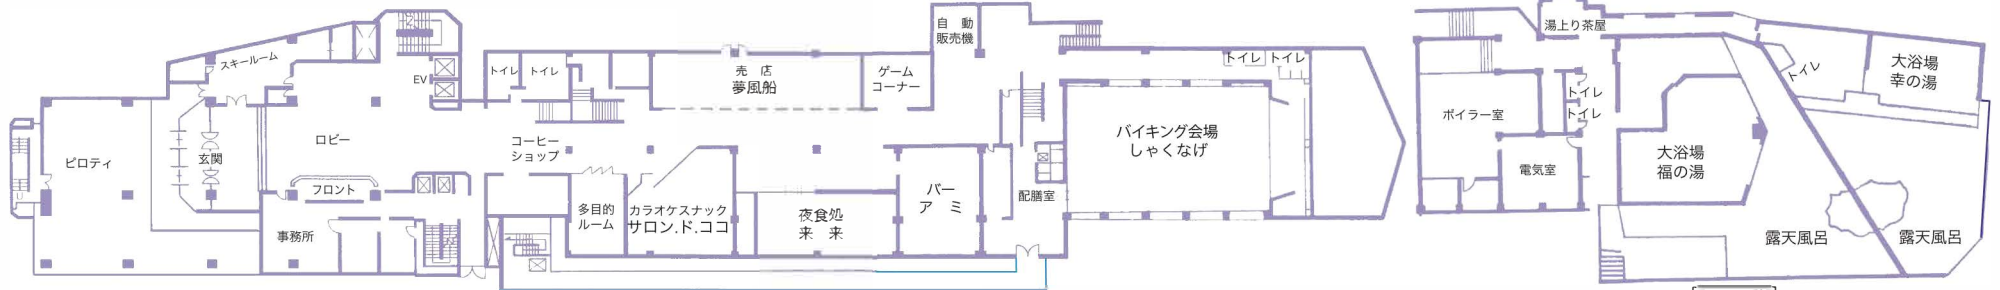 スキールーム
EV
ピロティ
玄関
ロビー
フロント
事務所
トイレ
トイレ
コーヒー
ショップ
多目的
ルーム
カラオケスナック
サロン.ド.ココ
売 店
夢風船
ゲーム
コーナー
自 動
販売機
夜食処
来 来
バー
ア ミ
配膳室
バイキング会場
しゃくなげ
トイレ
トイレ
湯上り茶屋
ボイラー室
電気室
トイレ
トイレ
大浴場
福の湯
トイレ
大浴場
幸の湯
露天風呂
露天風呂